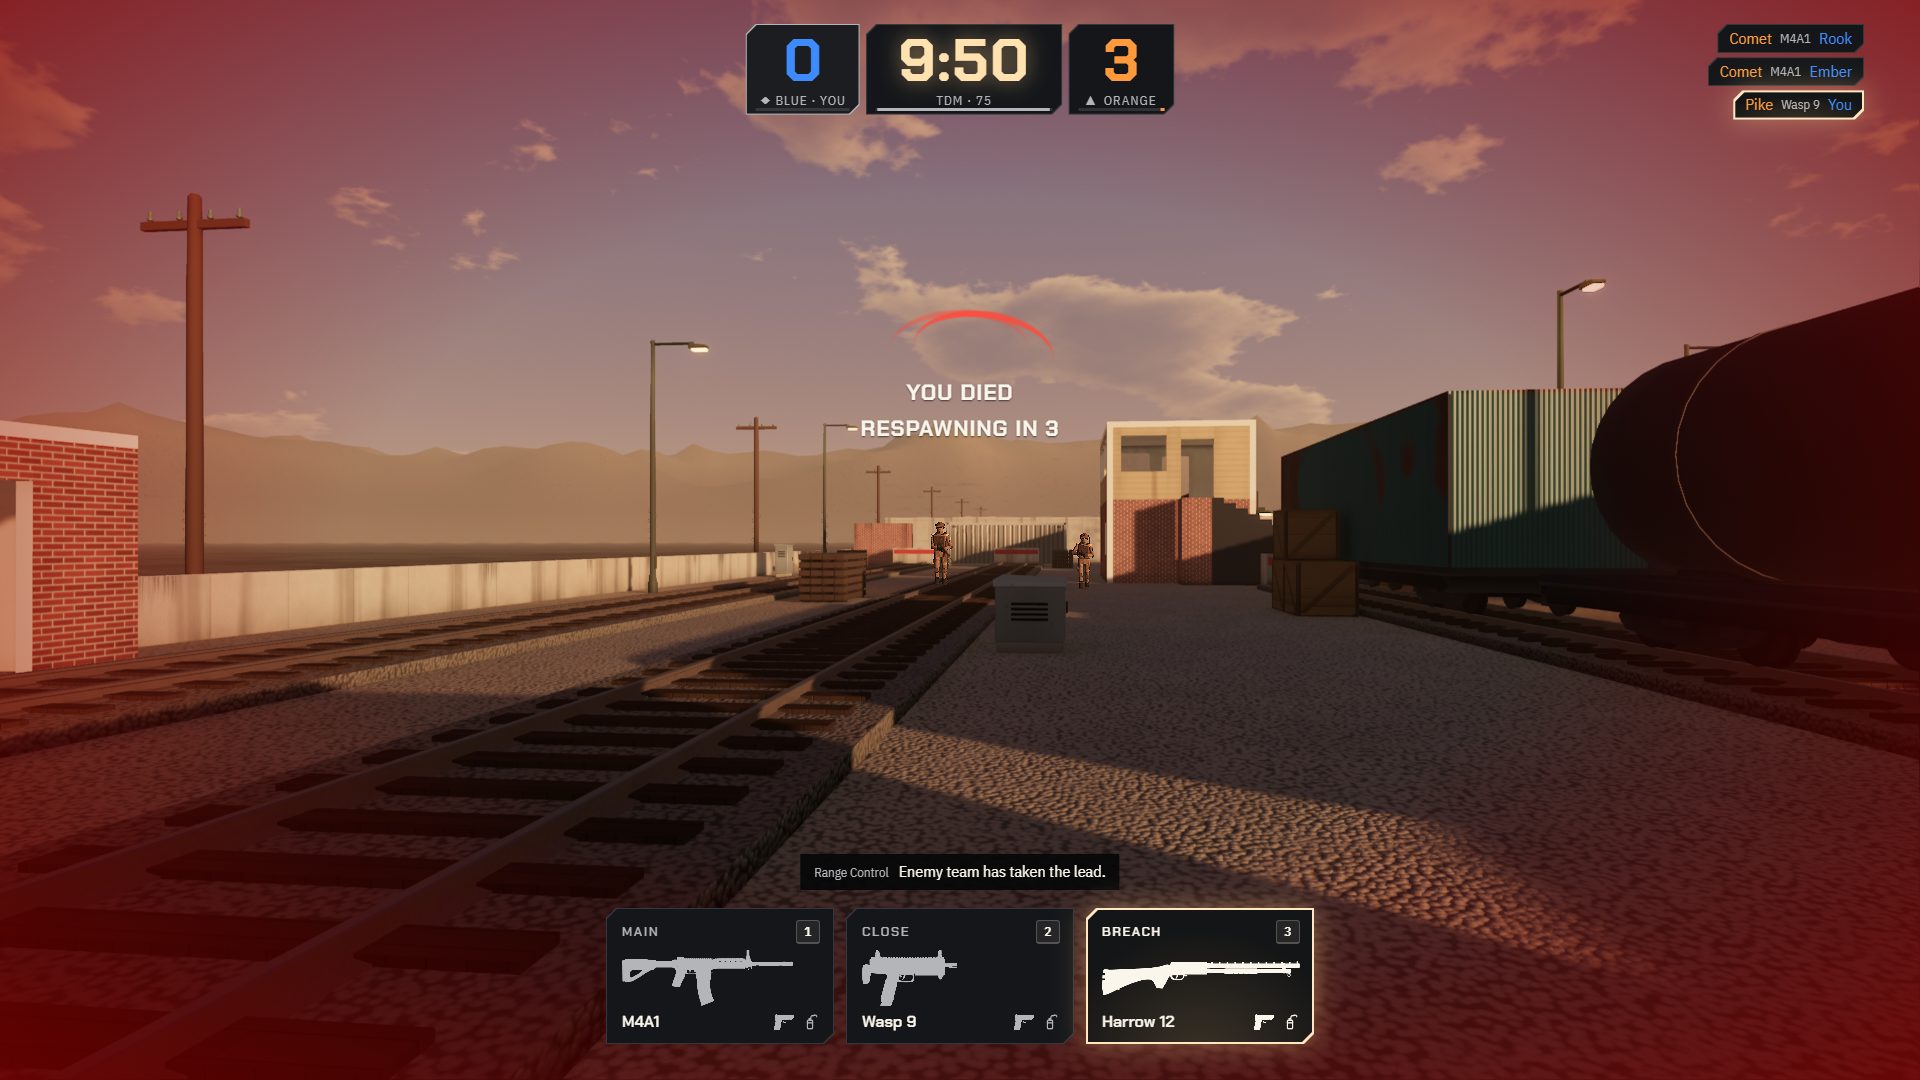 0
BLUE · YOU
9:50
TDM · 75
3
ORANGE
Comet M4A1 Rook
Comet M4A1 Ember
Pike Wasp 9 You
YOU DIED
RESPAWNING IN 3
Range Control Enemy team has taken the lead.
MAIN 1
M4A1
CLOSE 2
Wasp 9
BREACH 3
Harrow 12